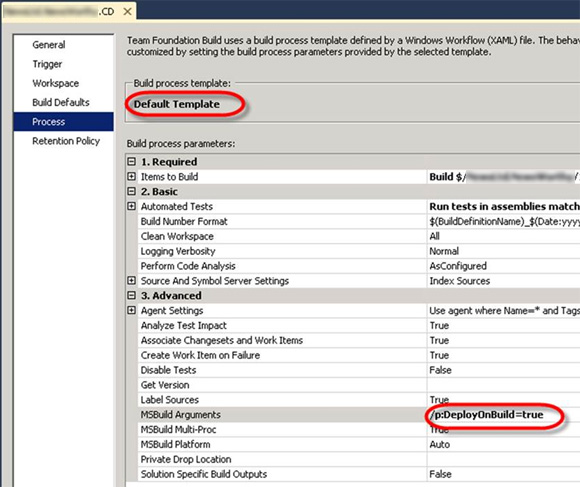 .CD
General
Trigger
Workspace
Build Defaults
Process
Retention Policy
Team Foundation Build uses a build process template defined by a Windows Workflow (XAML) file. The beha
customized by setting the build process parameters provided by the selected template.
Build process template:
Default Template
Build process parameters:
1. Required
Items to Build Build $/ /
2. Basic
Automated Tests Run tests in assemblies match
Build Number Format $(BuildDefinitionName)_$(Date:yyyy
Clean Workspace All
Logging Verbosity Normal
Perform Code Analysis AsConfigured
Source And Symbol Server Settings Index Sources
3. Advanced
Agent Settings Use agent where Name=* and Tags
Analyze Test Impact True
Associate Changesets and Work Items True
Create Work Item on Failure True
Disable Tests False
Get Version
Label Sources True
MSBuild Arguments /p:DeployOnBuild=true
MSBuild Multi-Proc True
MSBuild Platform Auto
Private Drop Location
Solution Specific Build Outputs False